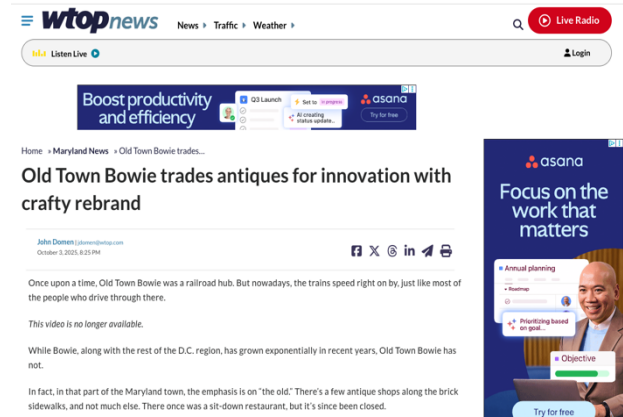 wtop news
News
Traffic
Weather
Live Radio
Listen Live
Login
Boost productivity
and efficiency
Q3 Launch
Set to
in progress
AI creating
status update...
asana
Try for free
Home » Maryland News » Old Town Bowie trades...
Old Town Bowie trades antiques for innovation with
crafty rebrand
John Domen | jdomen@wtop.com
October 3, 2025, 8:25 PM
Once upon a time, Old Town Bowie was a railroad hub. But nowadays, the trains speed right on by, just like most of
the people who drive through there.
This video is no longer available.
While Bowie, along with the rest of the D.C. region, has grown exponentially in recent years, Old Town Bowie has
not.
In fact, in that part of the Maryland town, the emphasis is on “the old.” There’s a few antique shops along the brick
sidewalks, and not much else. There once was a sit-down restaurant, but it’s since been closed.
asana
Focus on the
work that
matters
Annual planning
Roadmap
Prioritizing based
on goal...
Objective
Try for free